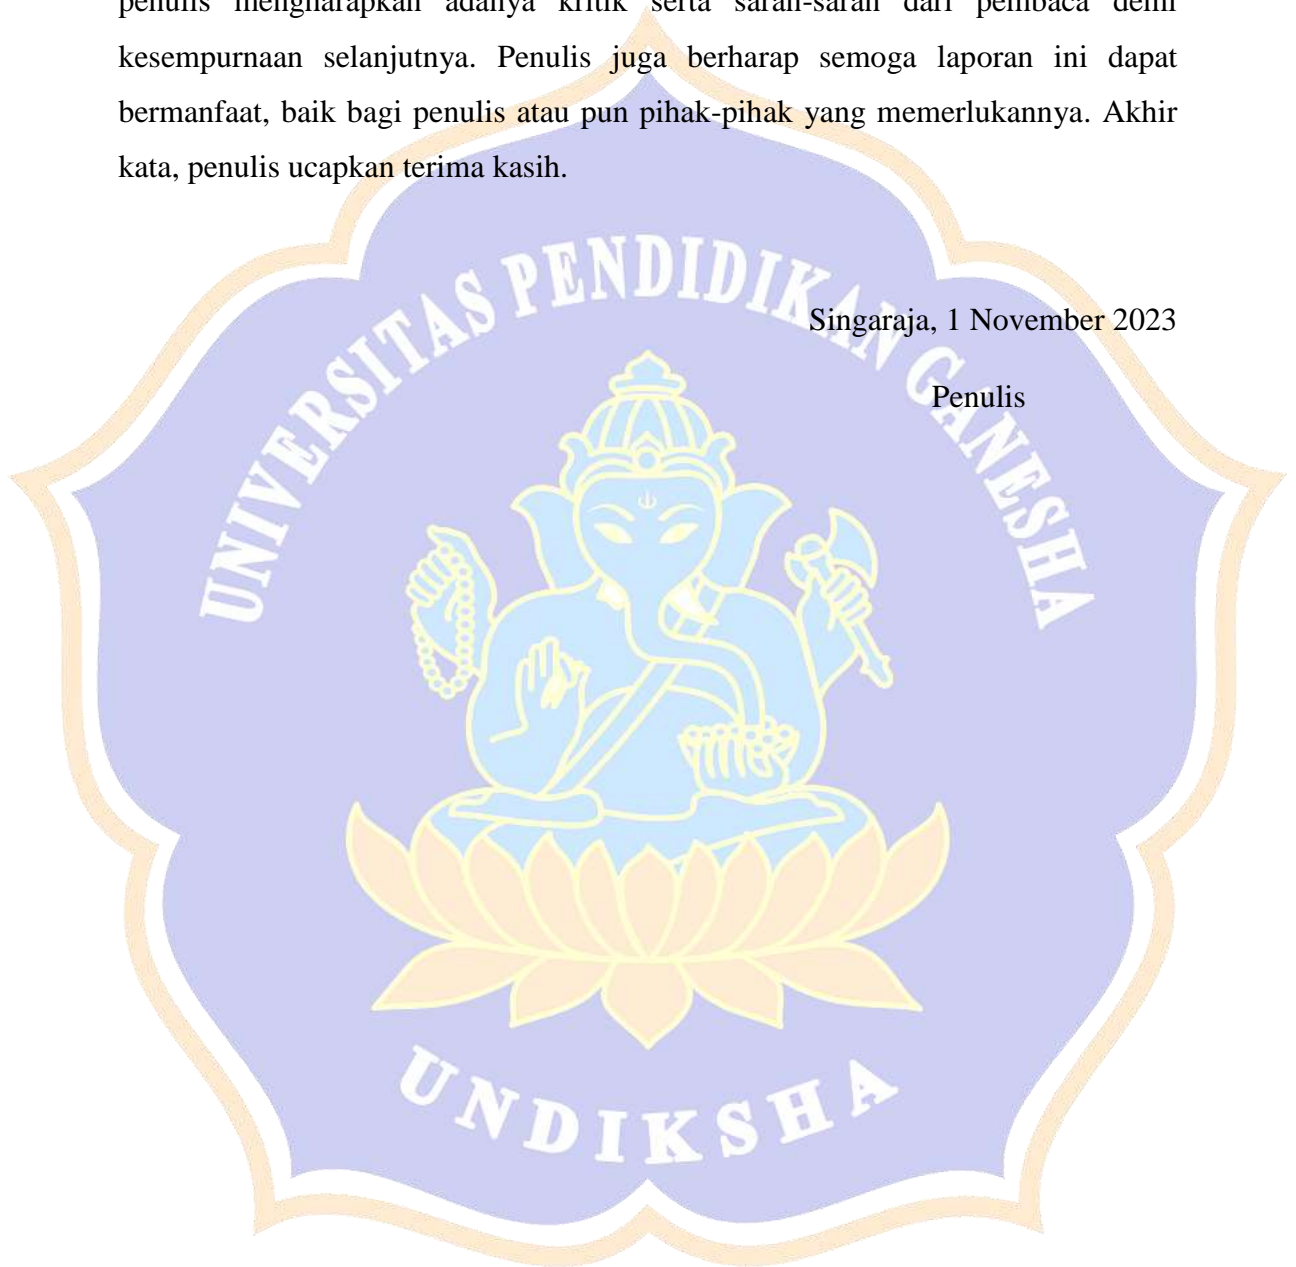 penulis mengharapkan adanya kritik serta saran-saran dari pembaca demi
kesempurnaan selanjutnya. Penulis juga berharap semoga laporan ini dapat
bermanfaat, baik bagi penulis atau pun pihak-pihak yang memerlukannya. Akhir
kata, penulis ucapkan terima kasih.
UNIVERSITAS PENDIDIKAN GANESHA
Singaraja, 1 November 2023
Penulis
UNDIKSHA